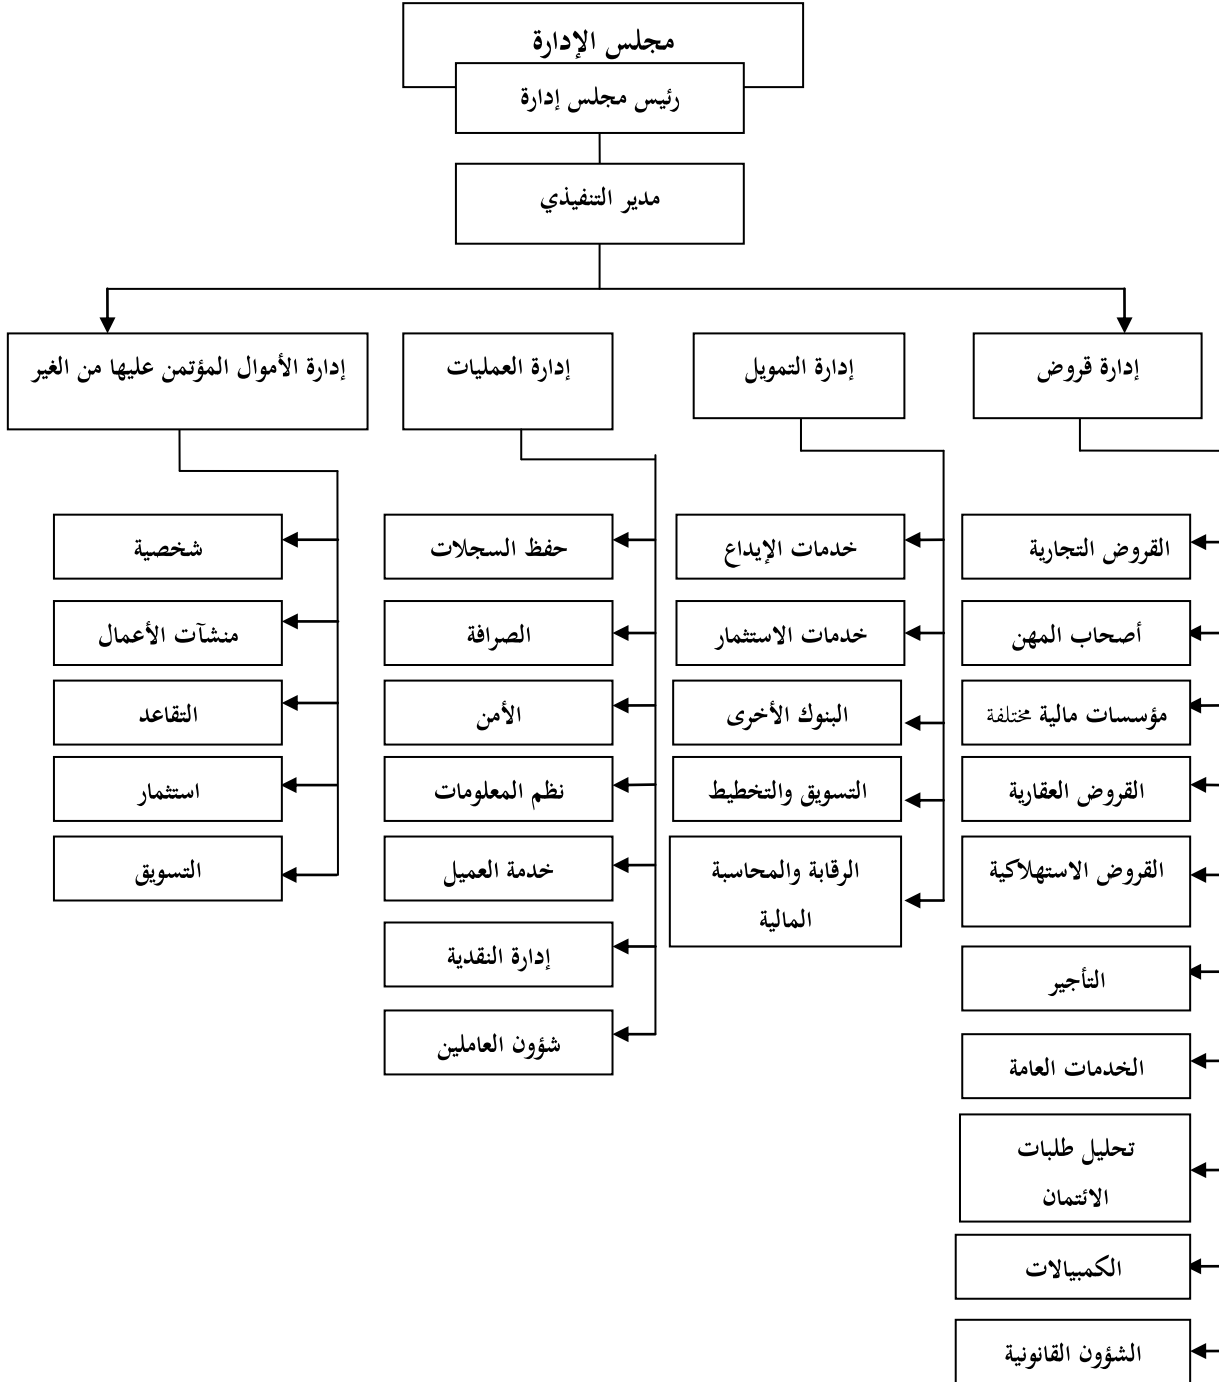 مجلس الإدارة
رئيس مجلس إدارة
مدير التنفيذي
إدارة قروض
إدارة التمويل
إدارة العمليات
إدارة الأموال المؤتمن عليها من الغير
القروض التجارية
أصحاب المهن
مؤسسات مالية مختلفة
القروض العقارية
القروض الاستهلاكية
التأجير
الخدمات العامة
تحليل طلبات
الائتمان
الكمبيالات
الشؤون القانونية
خدمات الإيداع
خدمات الاستثمار
البنوك الأخرى
التسويق والتخطيط
الرقابة والمحاسبة
المالية
حفظ السجلات
الصرافة
الأمن
نظم المعلومات
خدمة العميل
إدارة النقدية
شؤون العاملين
شخصية
منشآت الأعمال
التقاعد
استثمار
التسويق